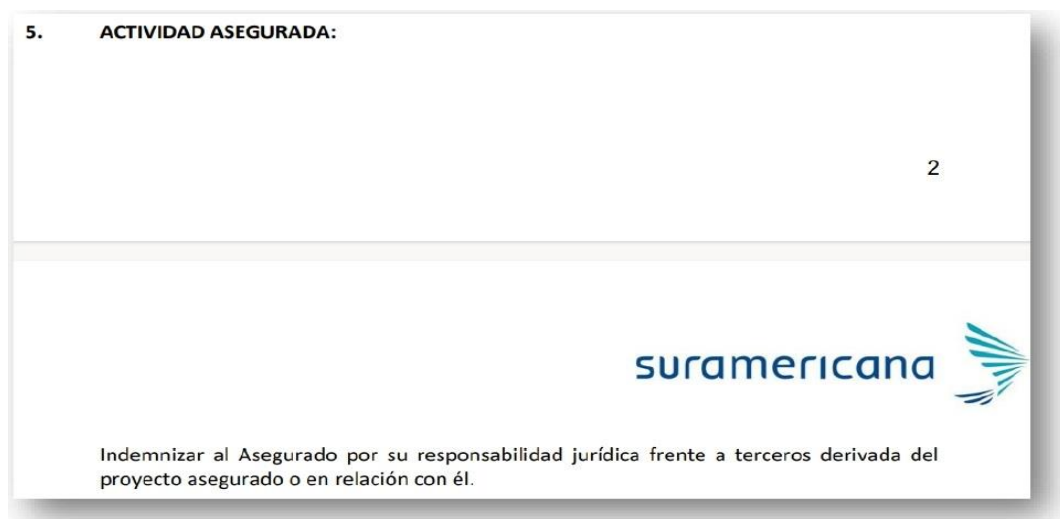 5. ACTIVIDAD ASEGURADA:
2
suramericana
Indemnizar al Asegurado por su responsabilidad jurídica frente a terceros derivada del
proyecto asegurado o en relación con él.